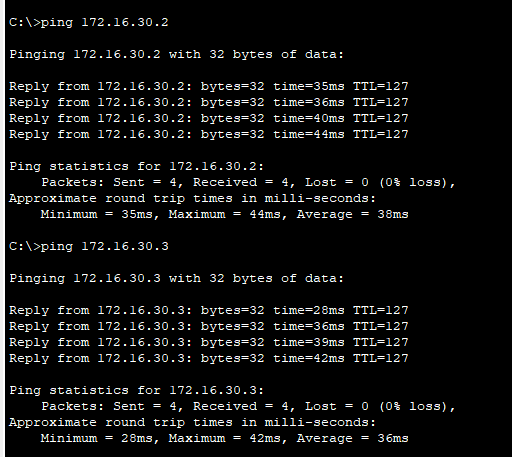 C:\>ping 172.16.30.2
Pinging 172.16.30.2 with 32 bytes of data:
Reply from 172.16.30.2: bytes=32 time=35ms TTL=127
Reply from 172.16.30.2: bytes=32 time=36ms TTL=127
Reply from 172.16.30.2: bytes=32 time=40ms TTL=127
Reply from 172.16.30.2: bytes=32 time=44ms TTL=127
Ping statistics for 172.16.30.2:
    Packets: Sent = 4, Received = 4, Lost = 0 (0% loss),
Approximate round trip times in milli-seconds:
    Minimum = 35ms, Maximum = 44ms, Average = 38ms
C:\>ping 172.16.30.3
Pinging 172.16.30.3 with 32 bytes of data:
Reply from 172.16.30.3: bytes=32 time=28ms TTL=127
Reply from 172.16.30.3: bytes=32 time=36ms TTL=127
Reply from 172.16.30.3: bytes=32 time=39ms TTL=127
Reply from 172.16.30.3: bytes=32 time=42ms TTL=127
Ping statistics for 172.16.30.3:
    Packets: Sent = 4, Received = 4, Lost = 0 (0% loss),
Approximate round trip times in milli-seconds:
    Minimum = 28ms, Maximum = 42ms, Average = 36ms